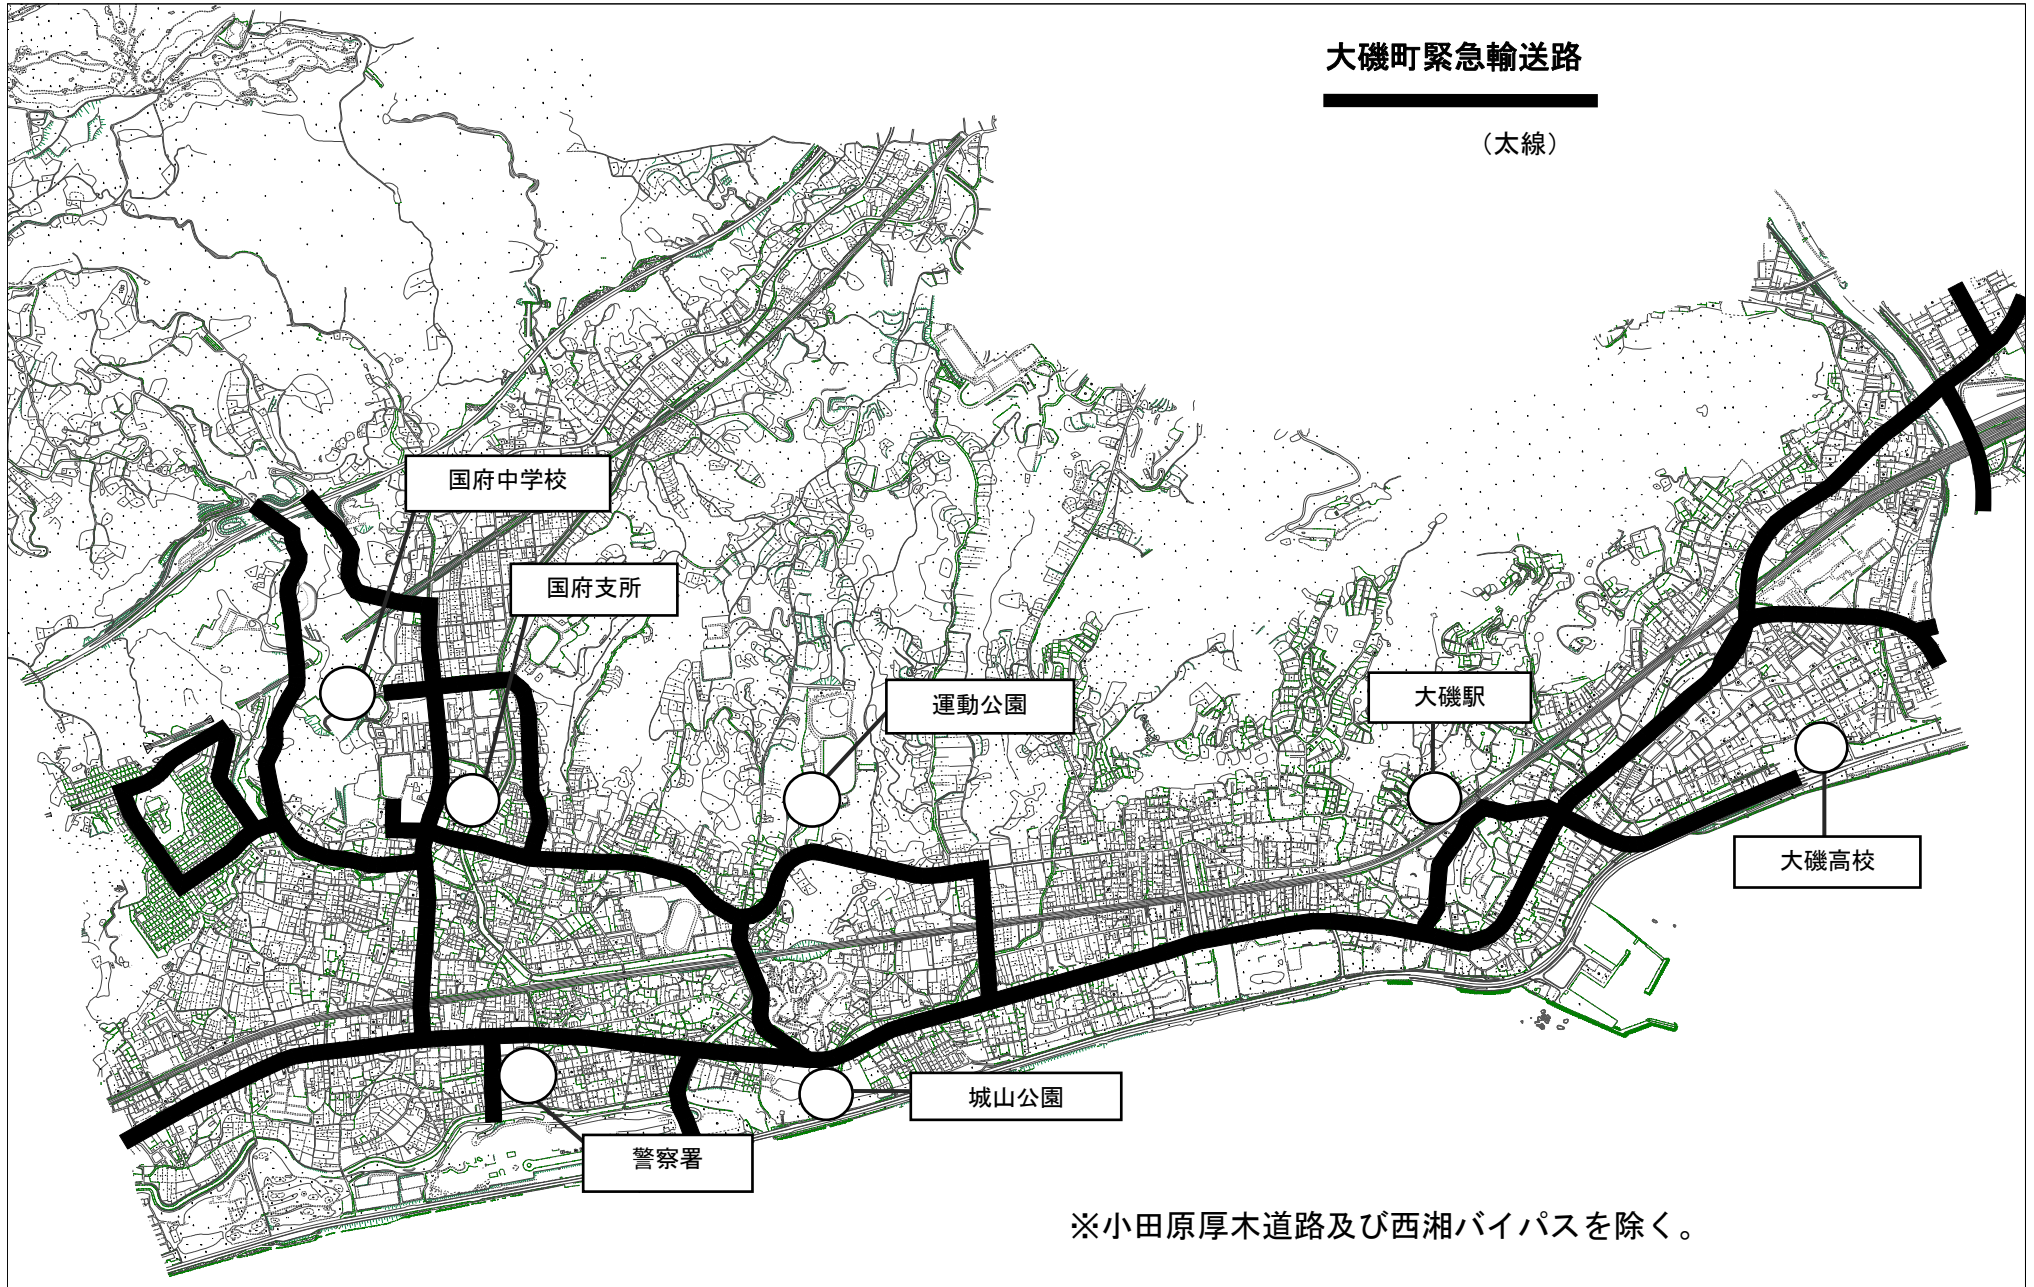 大磯町緊急輸送路
（太線）
国府中学校
国府支所
運動公園
大磯駅
大磯高校
城山公園
警察署
※小田原厚木道路及び西湘バイパスを除く。